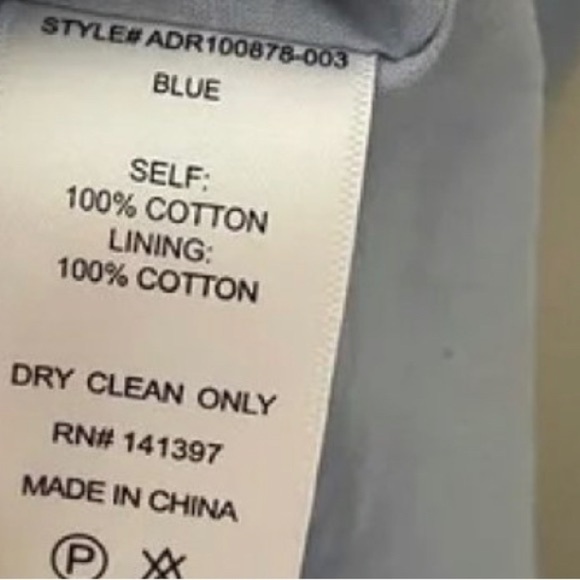 STYLE# ADR100878-003
BLUE
SELF:
100% COTTON
LINING:
100% COTTON
DRY CLEAN ONLY
RN# 141397
MADE IN CHINA
P